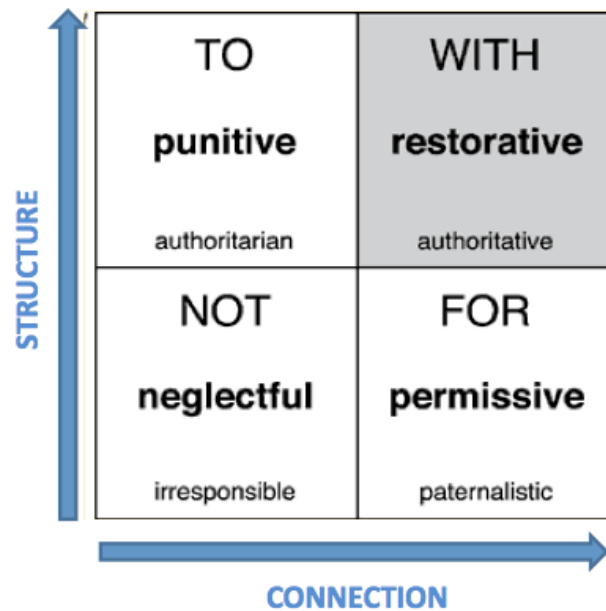 STRUCTURE
TO
punitive
authoritarian
WITH
restorative
authoritative
NOT
neglectful
irresponsible
FOR
permissive
paternalistic
CONNECTION